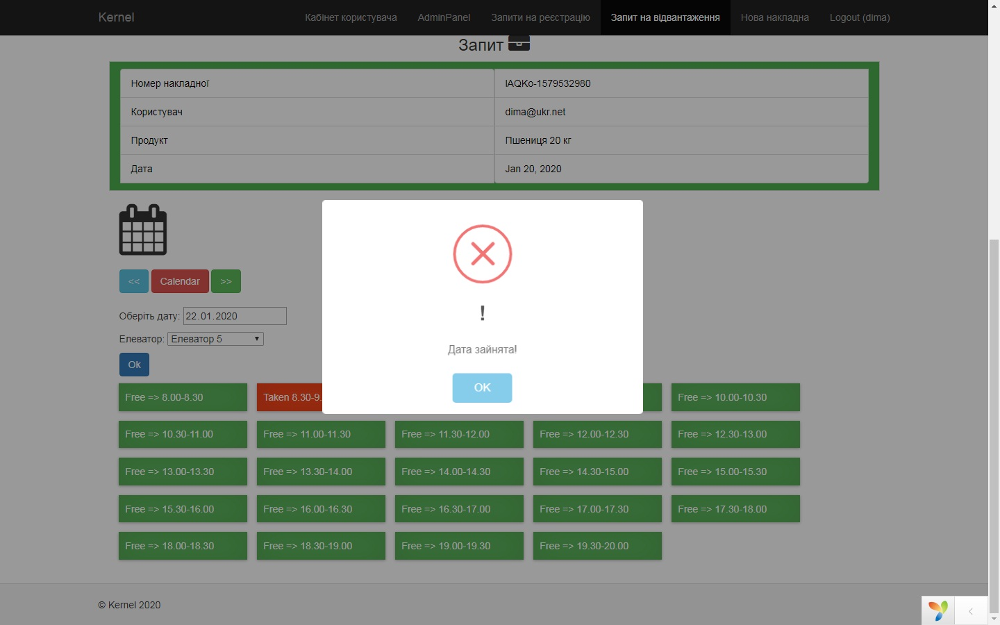 Kernel Кабінет користувача AdminPanel Запити на реєстрацію Запит на відвантаження Нова накладна Logout (dima)
Запит
Номер накладної IAQKo-1579532980
Користувач dima@ukr.net
Продукт Пшениця 20 кг
Дата Jan 20, 2020
<< Calendar >>
Оберіть дату: 22.01.2020
Елеватор: Елеватор 5
Ok
!
Дата зайнята!
OK
Free => 8.00-8.30 Taken 8.30-9. Free => 10.00-10.30
Free => 10.30-11.00 Free => 11.00-11.30 Free => 11.30-12.00 Free => 12.00-12.30 Free => 12.30-13.00
Free => 13.00-13.30 Free => 13.30-14.00 Free => 14.00-14.30 Free => 14.30-15.00 Free => 15.00-15.30
Free => 15.30-16.00 Free => 16.00-16.30 Free => 16.30-17.00 Free => 17.00-17.30 Free => 17.30-18.00
Free => 18.00-18.30 Free => 18.30-19.00 Free => 19.00-19.30 Free => 19.30-20.00
© Kernel 2020